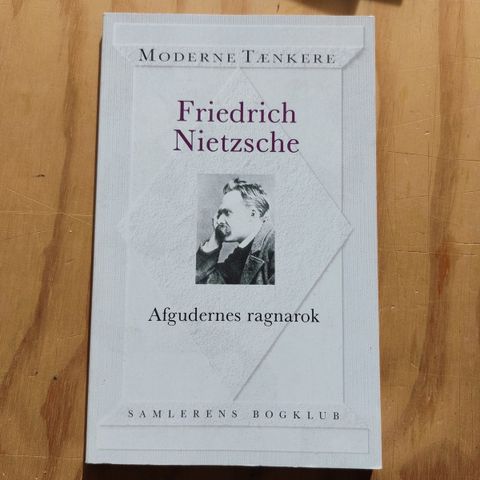 MODERNE TÆNKERE
Friedrich
Nietzsche
Afgudernes ragnarok
SAMLERENS BOGKLUB